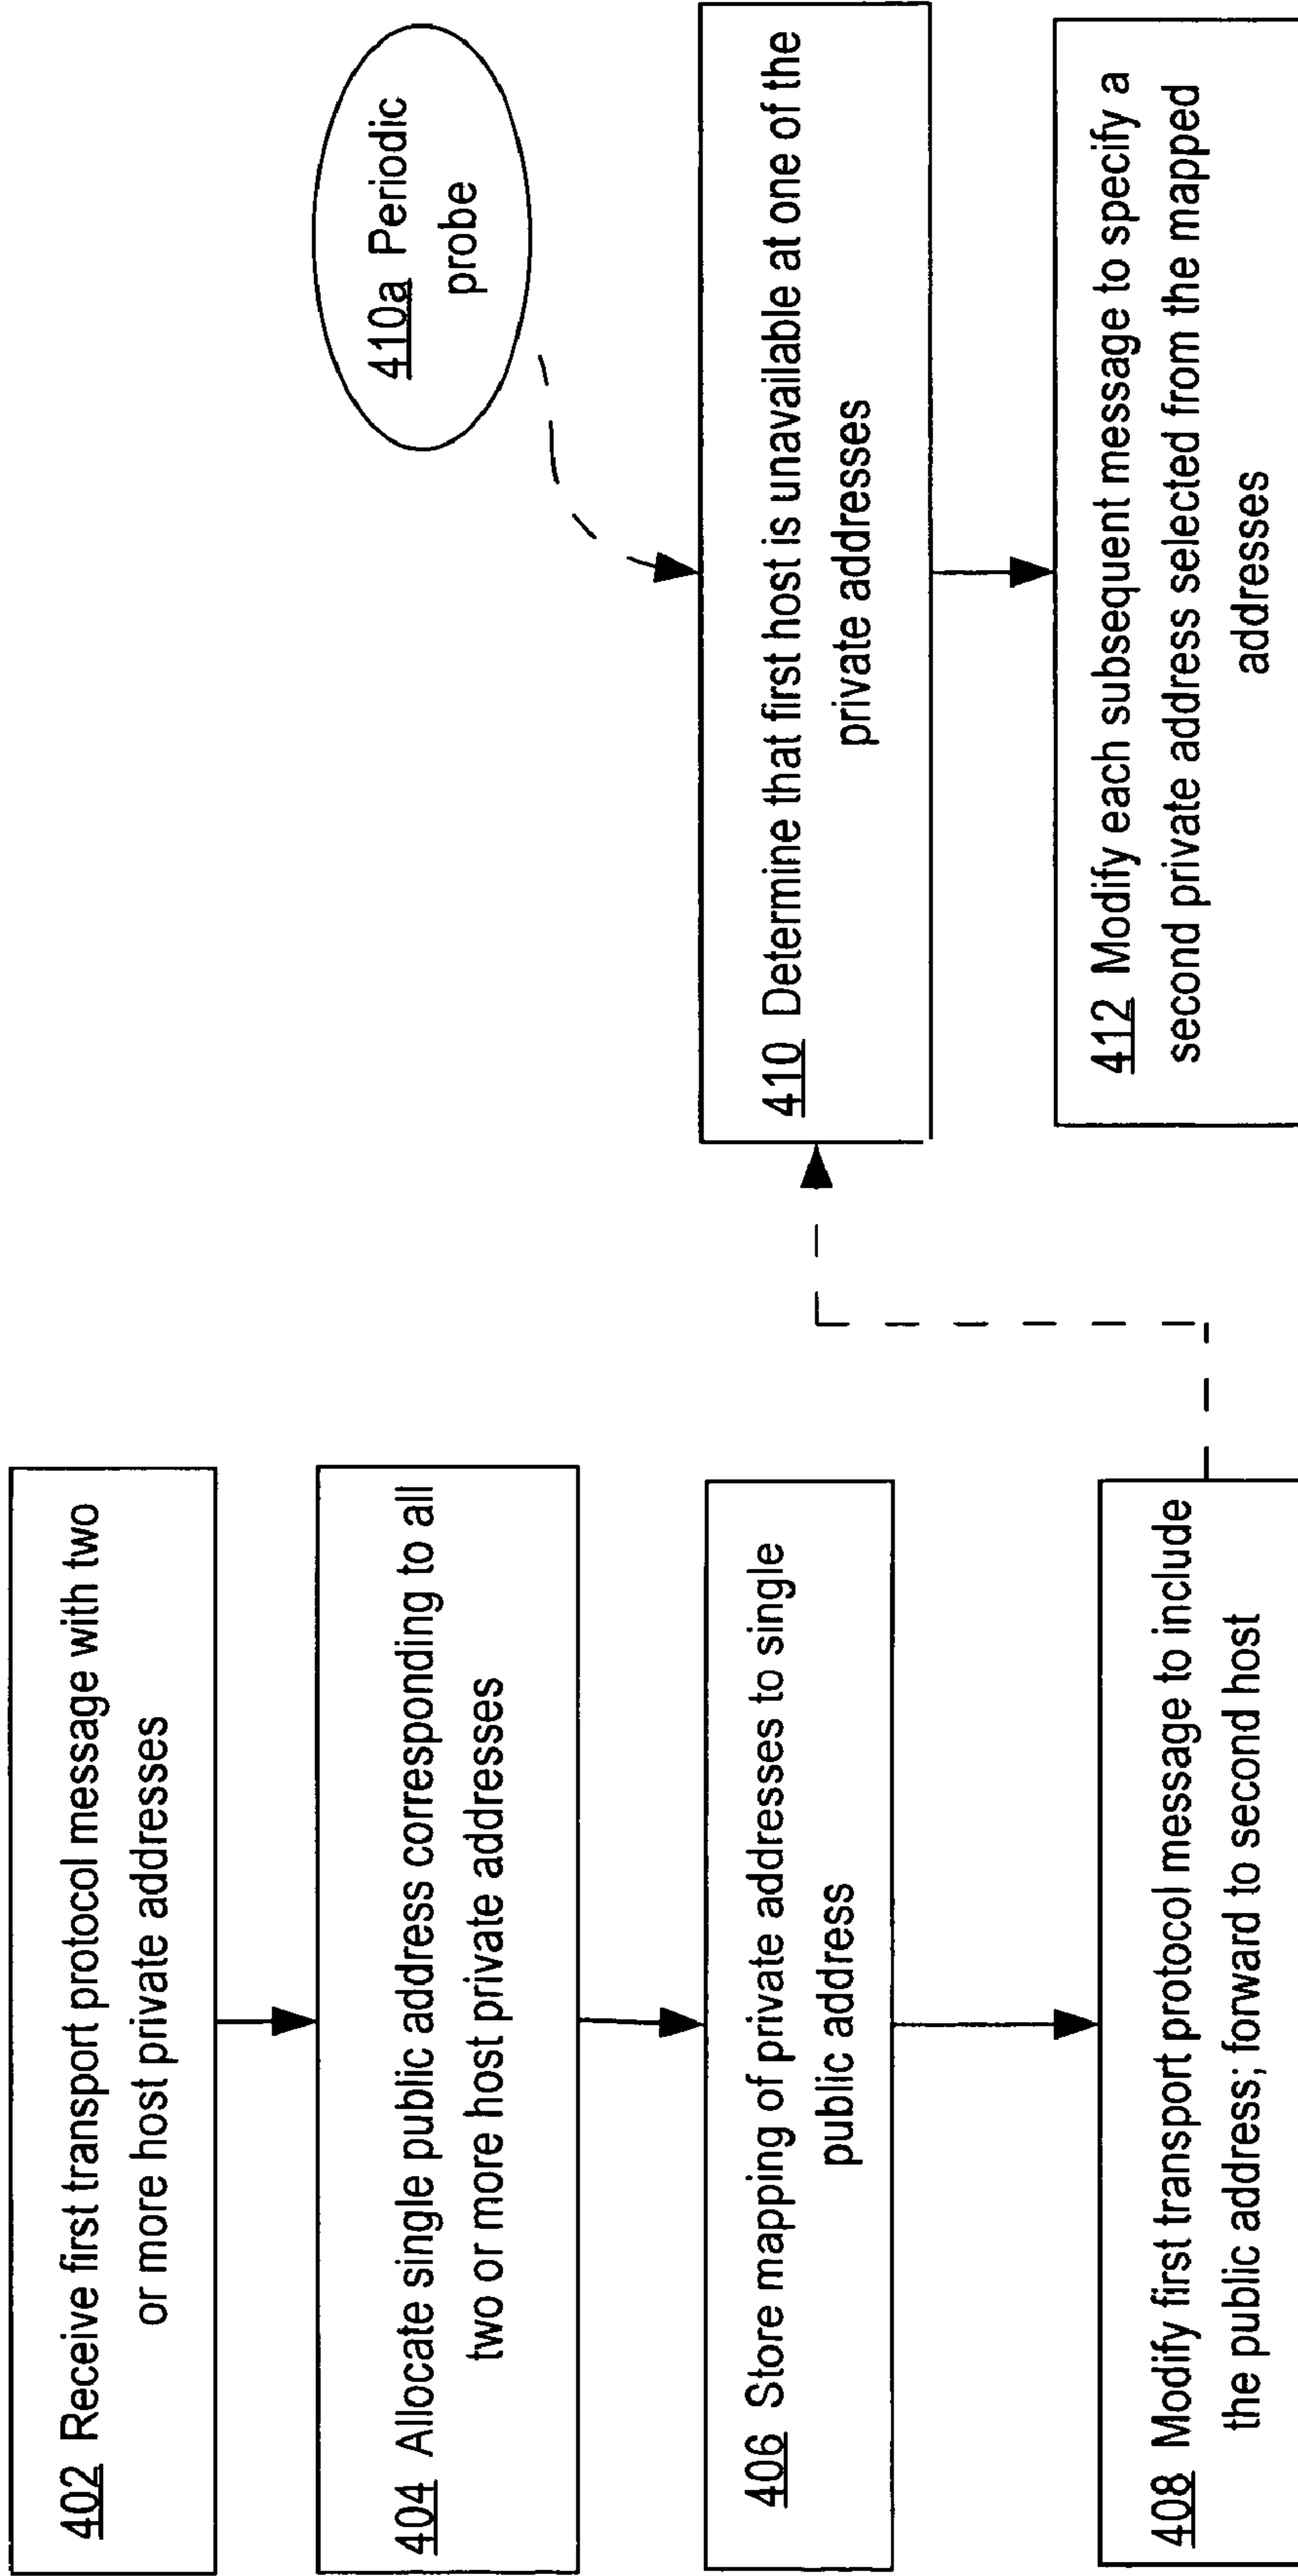 402 Receive first transport protocol message with two
or more host private addresses
404 Allocate single public address corresponding to all
two or more host private addresses
406 Store mapping of private addresses to single
public address
408 Modify first transport protocol message to include
the public address; forward to second host
410a Periodic
probe
410 Determine that first host is unavailable at one of the
private addresses
412 Modify each subsequent message to specify a
second private address selected from the mapped
addresses